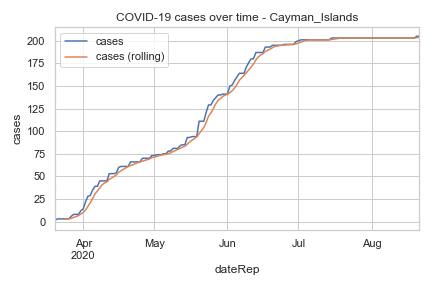 COVID-19 cases over time - Cayman_Islands
cases
cases (rolling)
200
175
150
125
100
75
50
25
0
cases
Apr
2020
May
Jun
Jul
Aug
dateRep